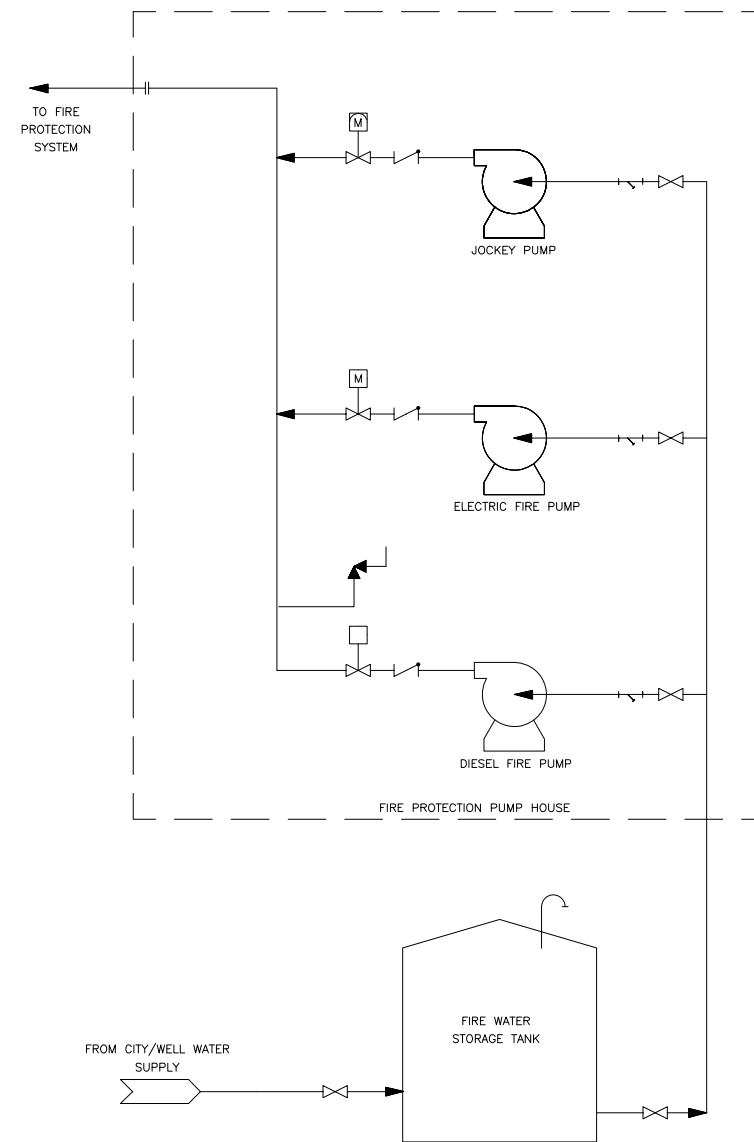 TO FIRE
PROTECTION
SYSTEM
M
JOCKEY PUMP
M
ELECTRIC FIRE PUMP
DIESEL FIRE PUMP
FIRE PROTECTION PUMP HOUSE
FIRE WATER
STORAGE TANK
FROM CITY/WELL WATER
SUPPLY